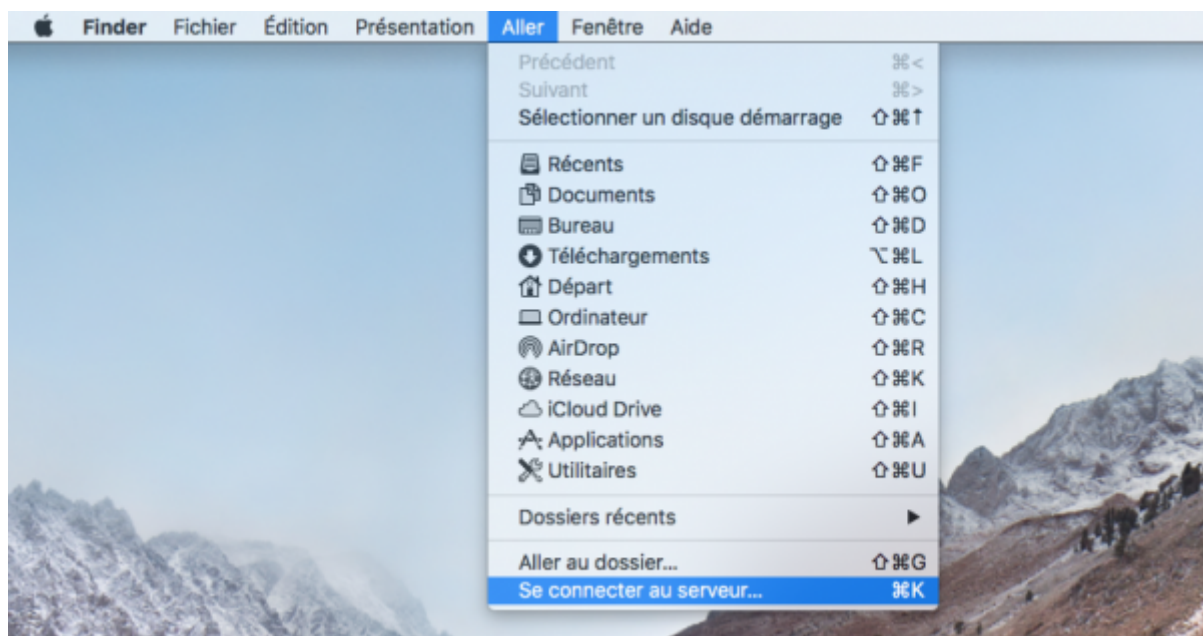 Finder Fichier Édition Présentation Aller Fenêtre Aide
Précédent ⌘<
Suivant ⌘>
Sélectionner un disque démarrage ⇧⌘↑
Récents ⇧⌘F
Documents ⇧⌘O
Bureau ⇧⌘D
Téléchargements ⌥⌘L
Départ ⇧⌘H
Ordinateur ⇧⌘C
AirDrop ⇧⌘R
Réseau ⇧⌘K
iCloud Drive ⇧⌘I
Applications ⇧⌘A
Utilitaires ⇧⌘U
Dossiers récents ▶
Aller au dossier... ⇧⌘G
Se connecter au serveur... ⌘K